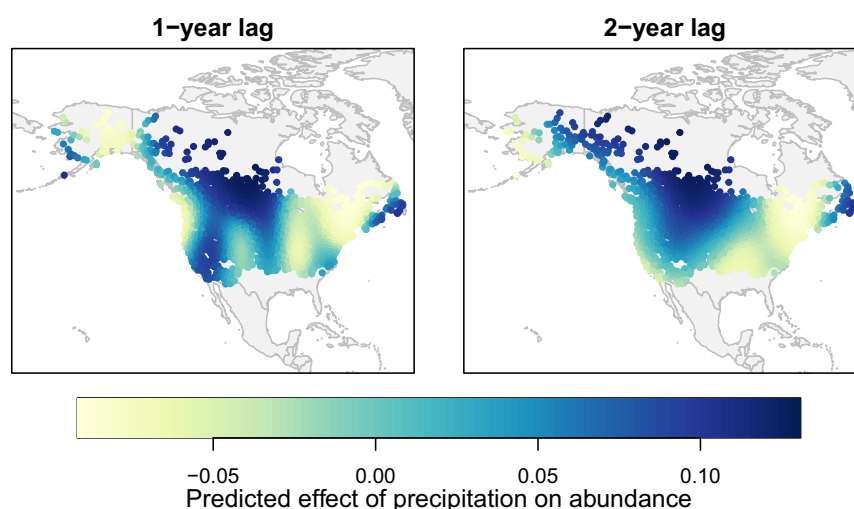 1−year lag
2−year lag
−0.05 0.00 0.05 0.10
Predicted effect of precipitation on abundance